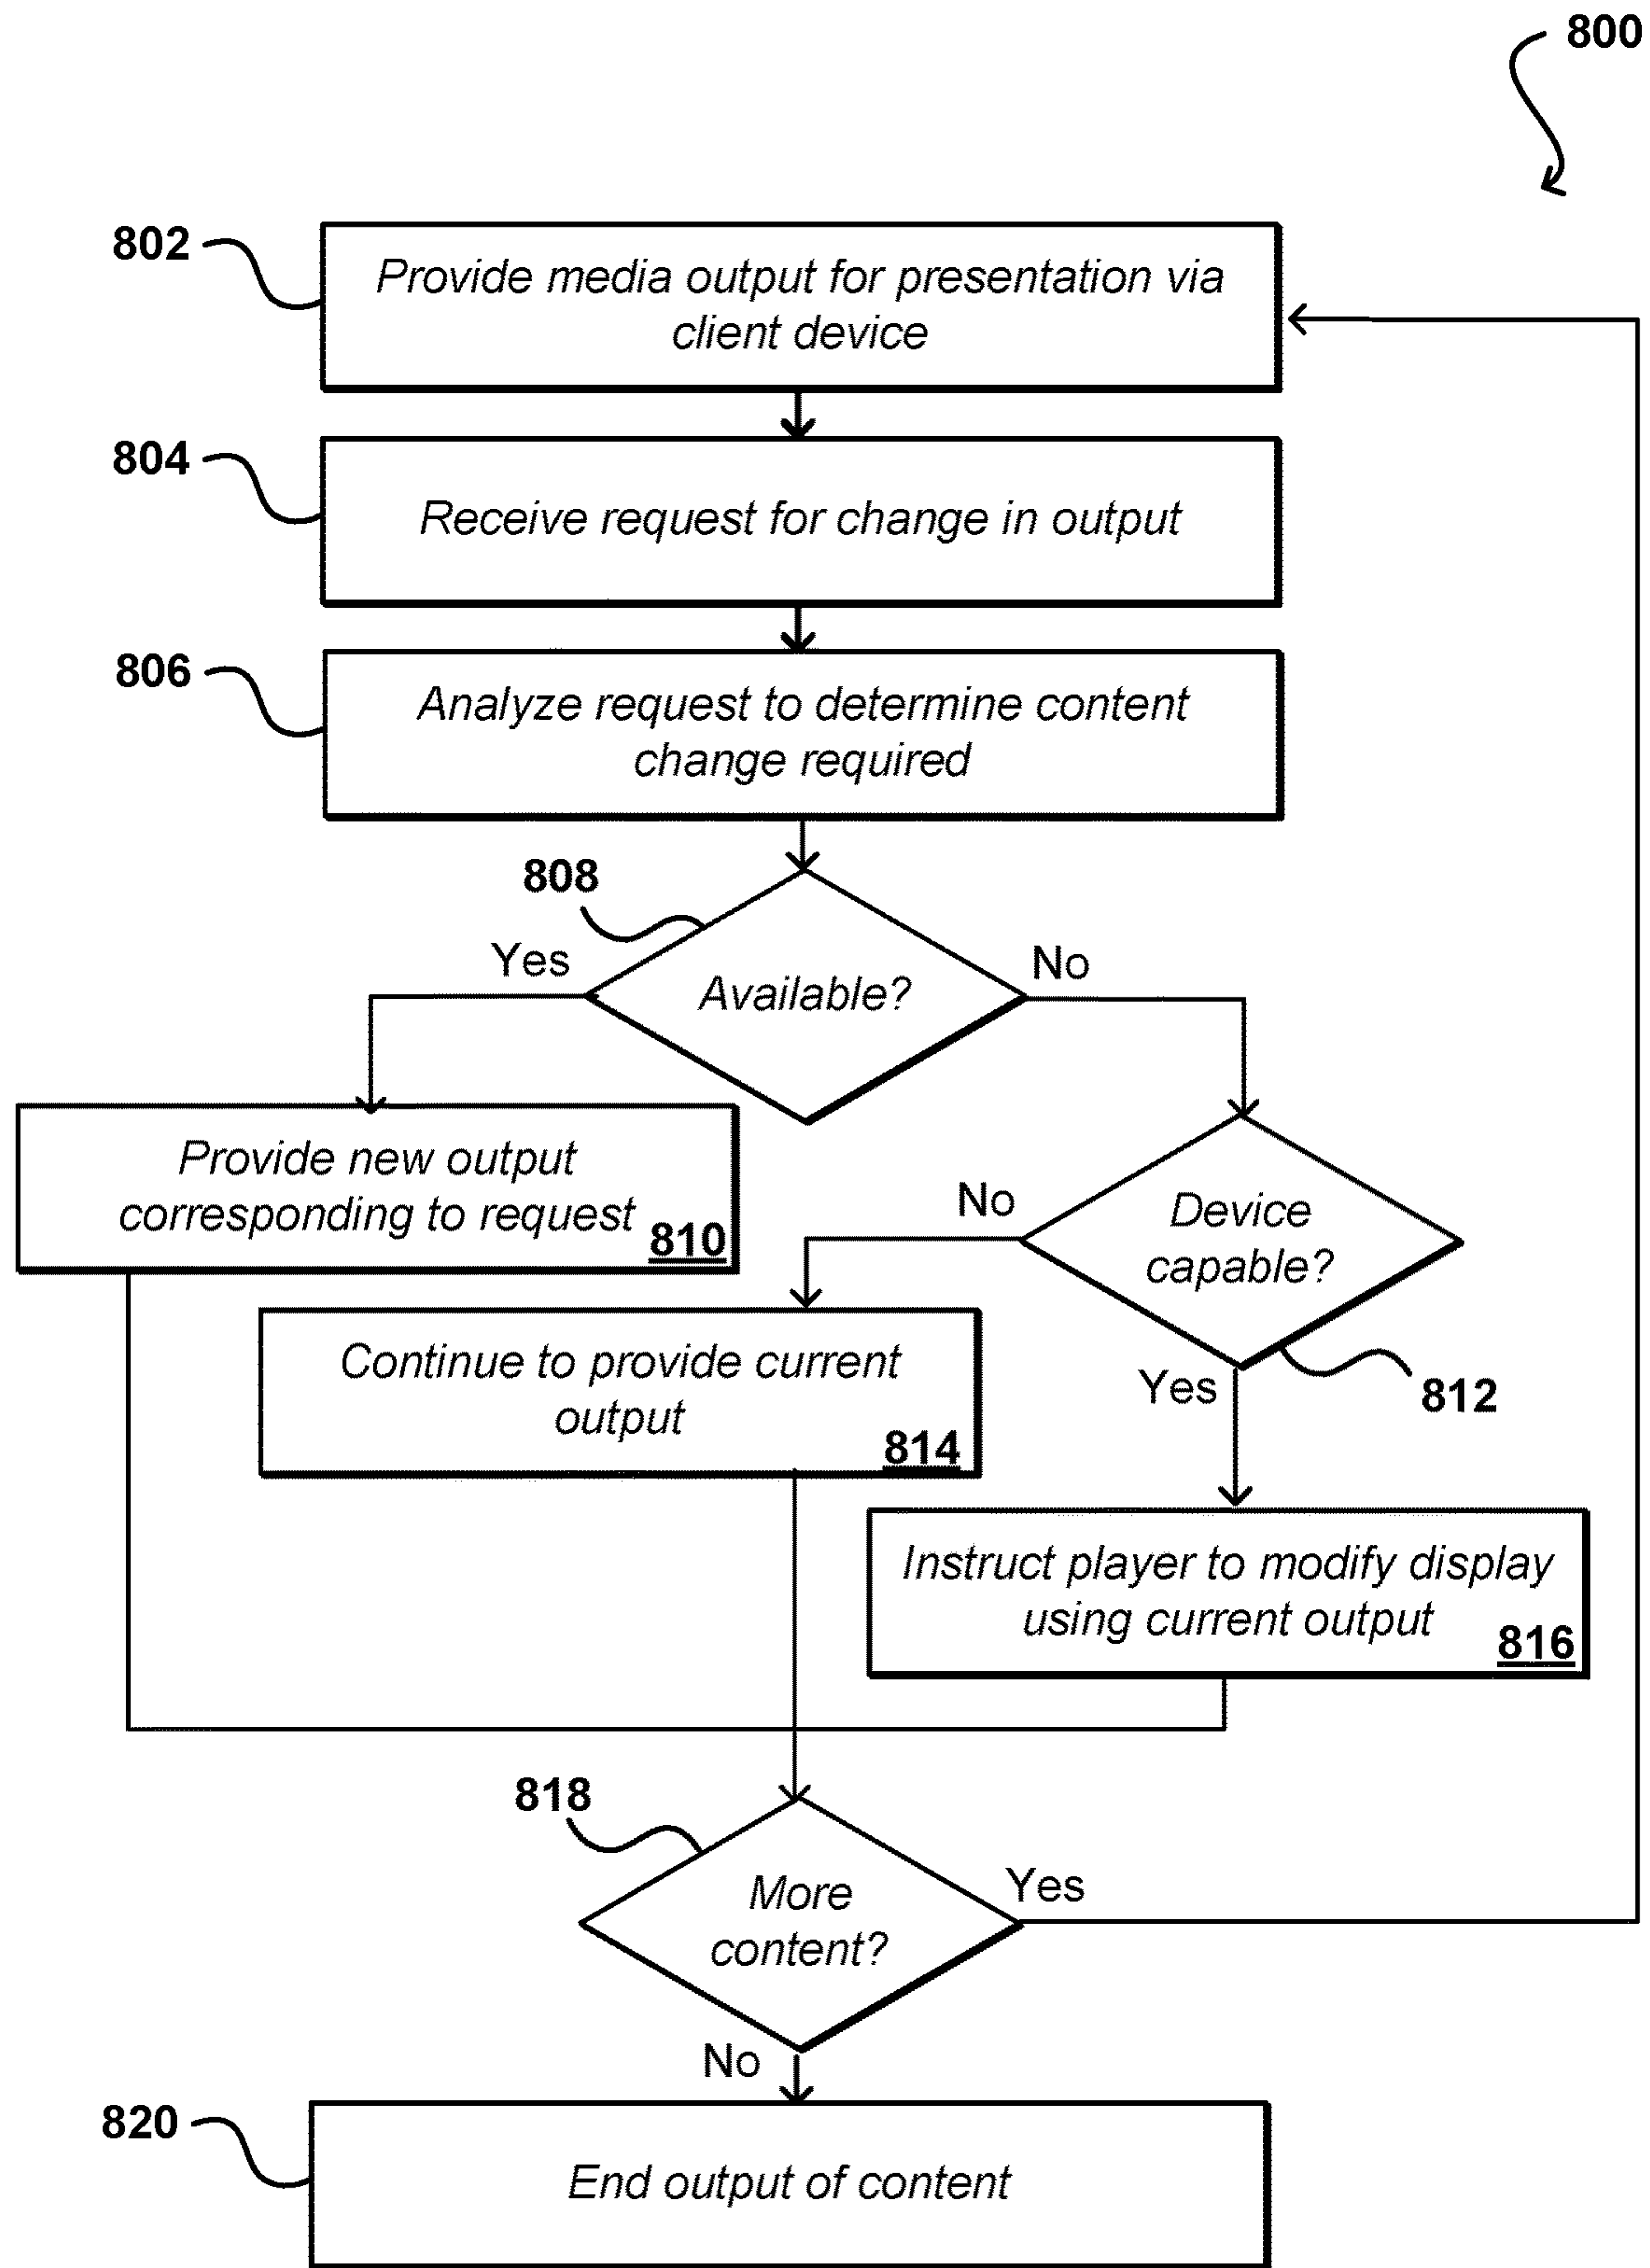 800
802
Provide media output for presentation via
client device
804
Receive request for change in output
806
Analyze request to determine content
change required
808
Yes
Available?
No
Provide new output
corresponding to request
810
No
Device
capable?
Continue to provide current
output
814
Yes
812
Instruct player to modify display
using current output
816
818
More
content?
Yes
No
820
End output of content